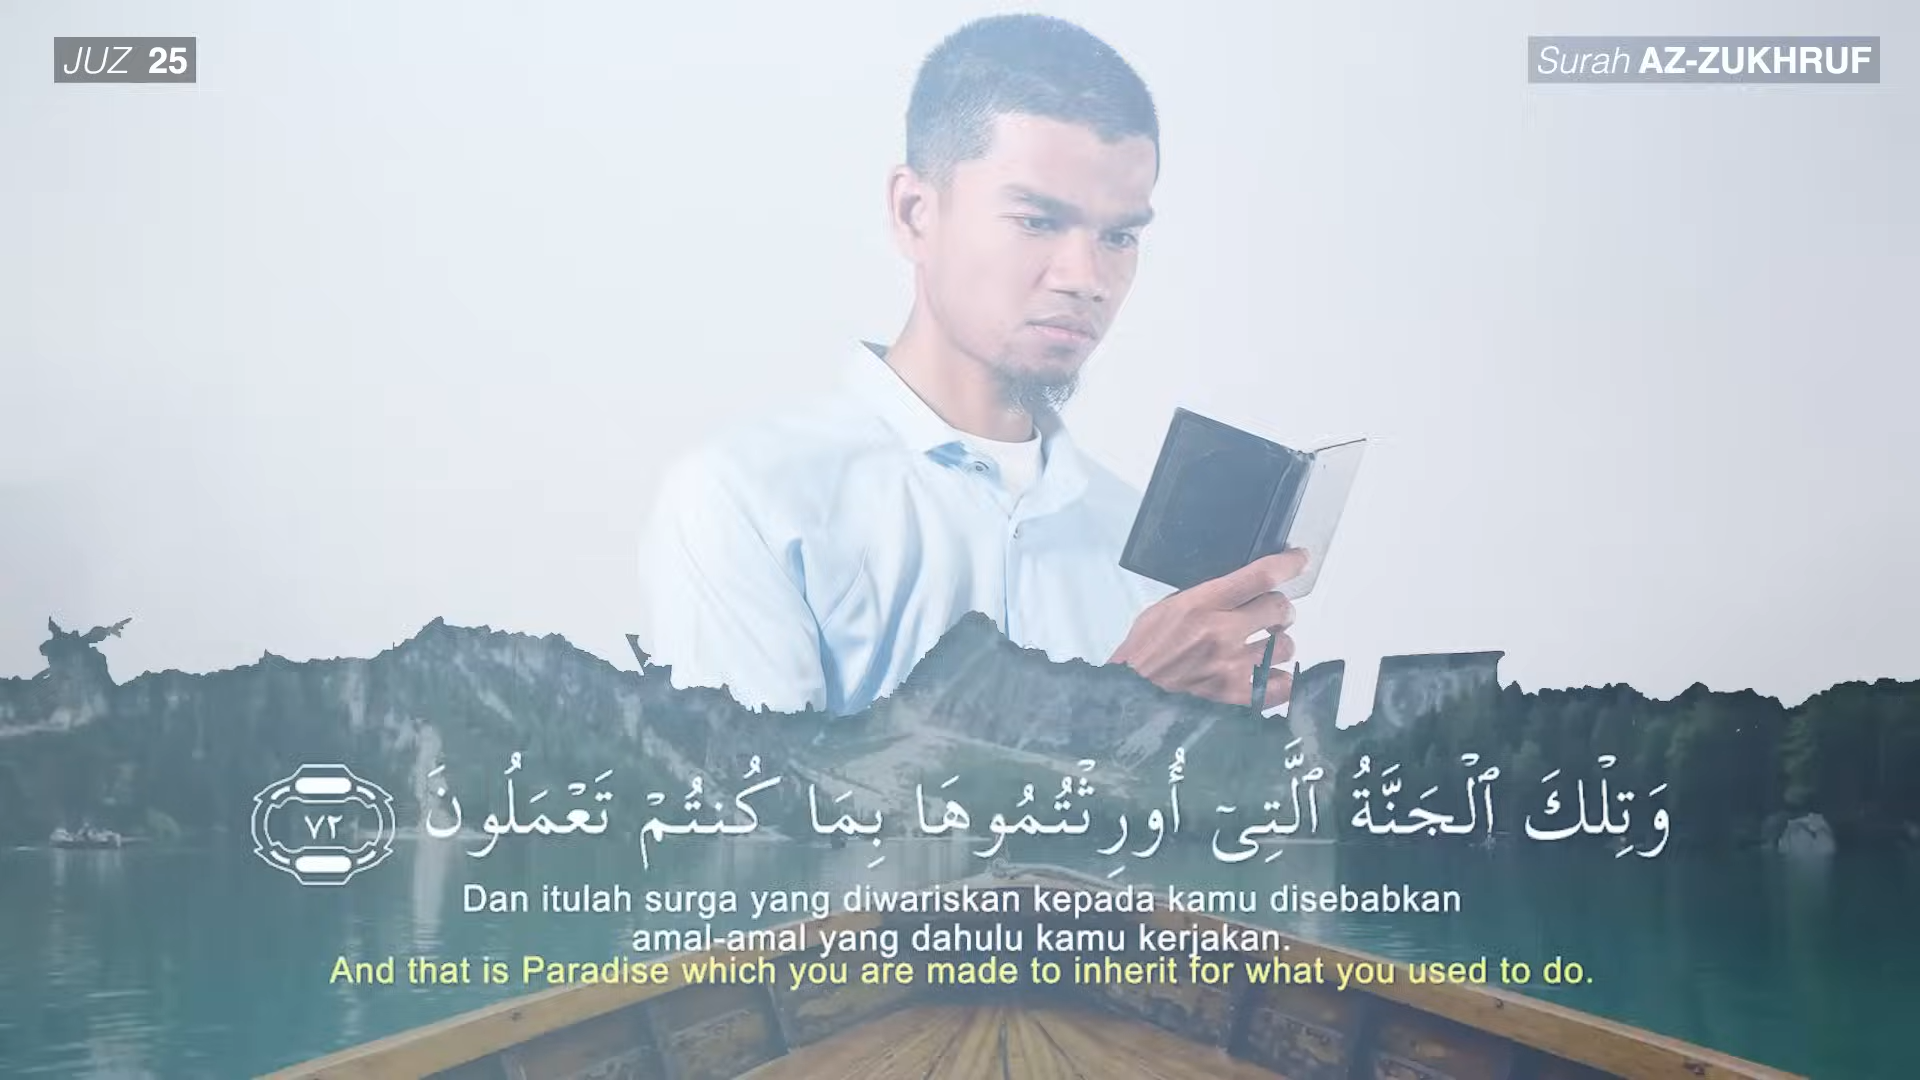 JUZ 25
Surah AZ-ZUKHRUF
وَتِلْكَ ٱلْجَنَّةُ ٱلَّتِىٓ أُورِثْتُمُوهَا بِمَا كُنتُمْ تَعْمَلُونَ ٧٢
Dan itulah surga yang diwariskan kepada kamu disebabkan
amal-amal yang dahulu kamu kerjakan.
And that is Paradise which you are made to inherit for what you used to do.